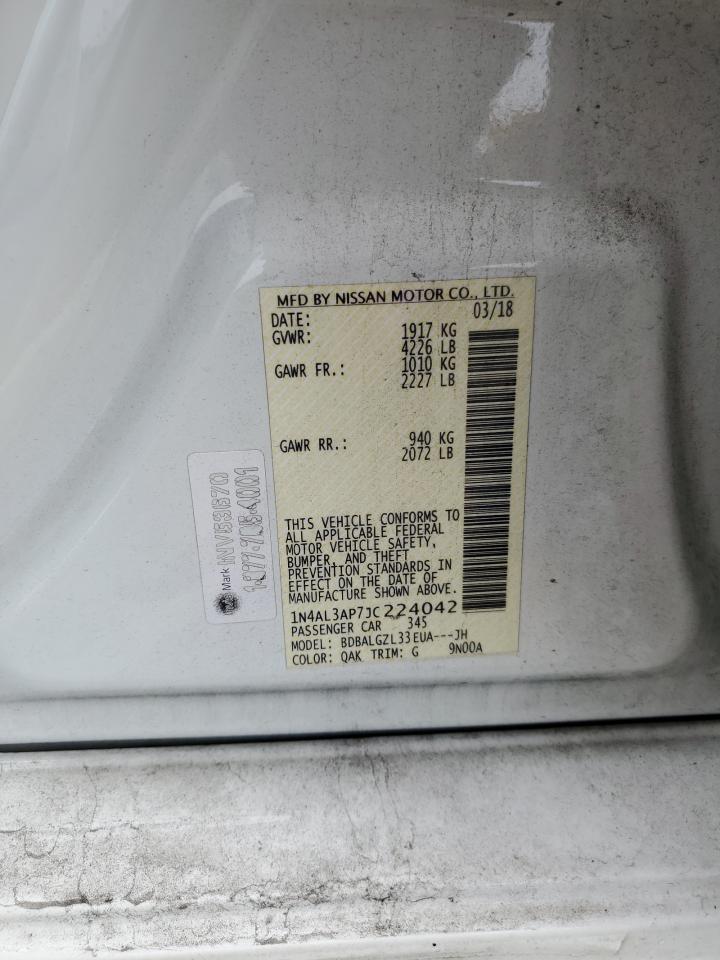 MFD BY NISSAN MOTOR CO., LTD.
DATE: 03/18
GVWR: 1917 KG
4226 LB
GAWR FR.: 1010 KG
2227 LB
GAWR RR.: 940 KG
2072 LB
THIS VEHICLE CONFORMS TO
ALL APPLICABLE FEDERAL
MOTOR VEHICLE SAFETY,
BUMPER, AND THEFT
PREVENTION STANDARDS IN
EFFECT ON THE DATE OF
MANUFACTURE SHOWN ABOVE.
1N4AL3AP7JC224042
PASSENGER CAR 345
MODEL: BDBALGZL33EUA---JH
COLOR: QAK TRIM: G 9N00A
Mark